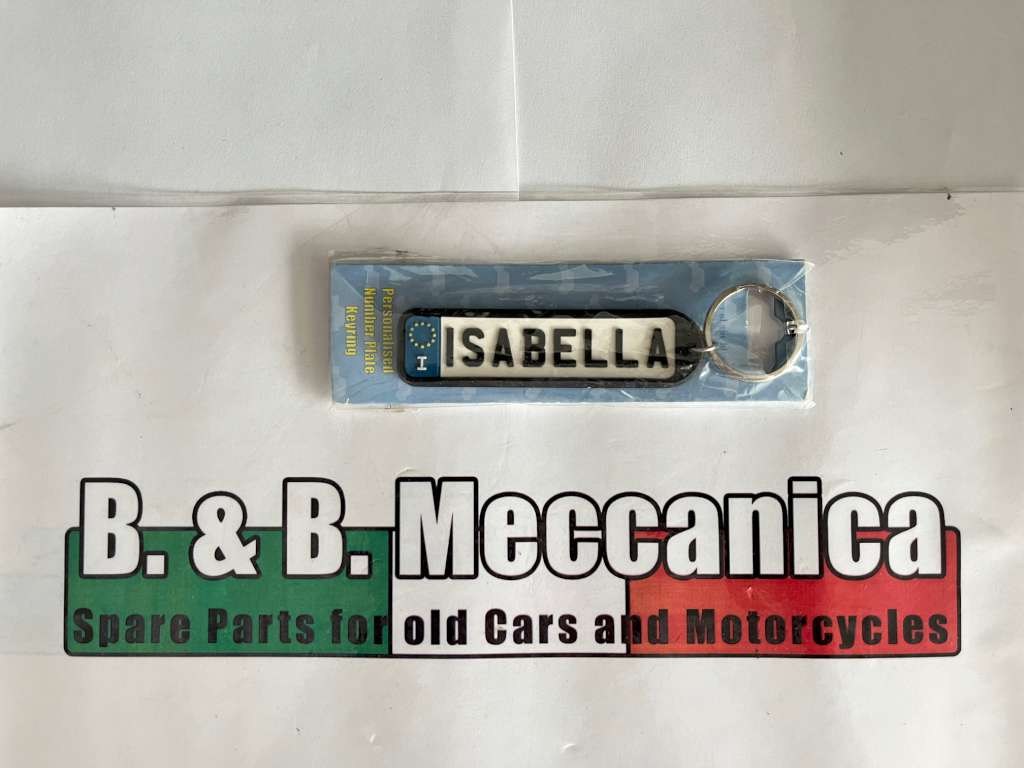 Personalised
Number Plate
Keyring
I
ISABELLA
B. & B. Meccanica
Spare Parts for old Cars and Motorcycles